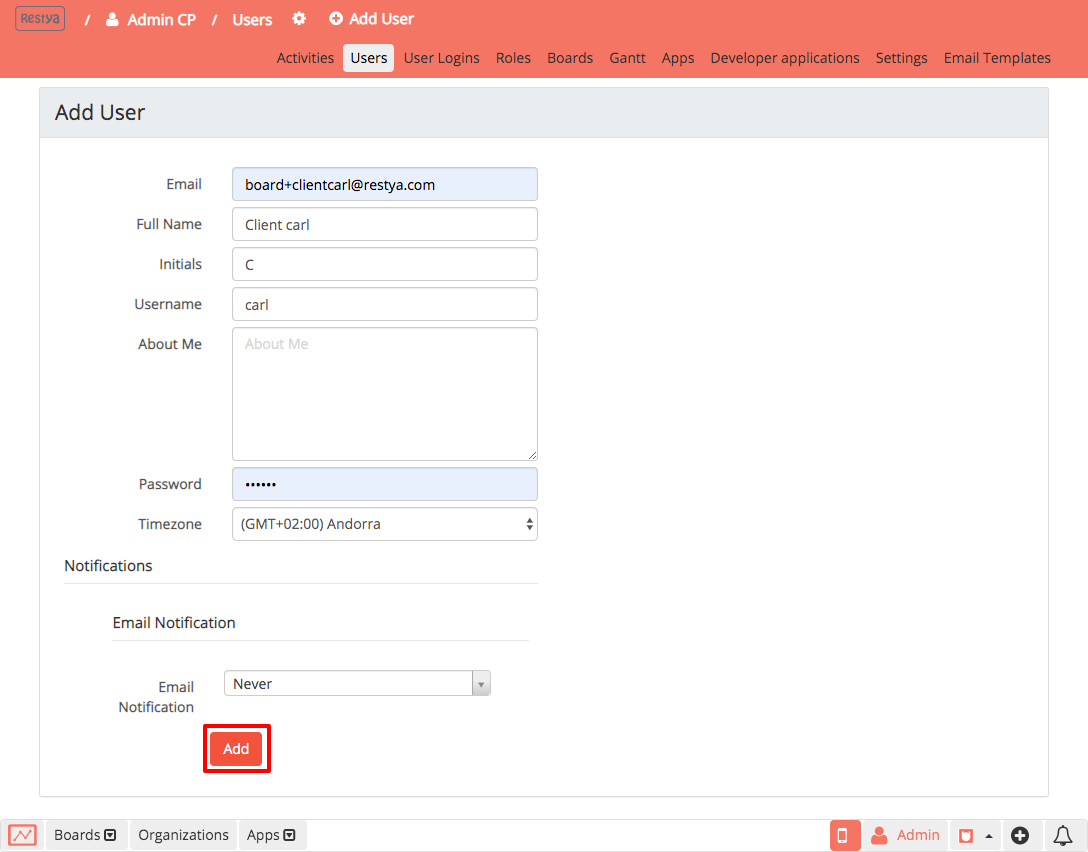 Restya / Admin CP / Users Add User
Activities Users User Logins Roles Boards Gantt Apps Developer applications Settings Email Templates
Add User
Email board+clientcarl@restya.com
Full Name Client carl
Initials C
Username carl
About Me About Me
Password ••••••
Timezone (GMT+02:00) Andorra
Notifications
Email Notification
Email Notification Never
Add
Boards Organizations Apps Admin